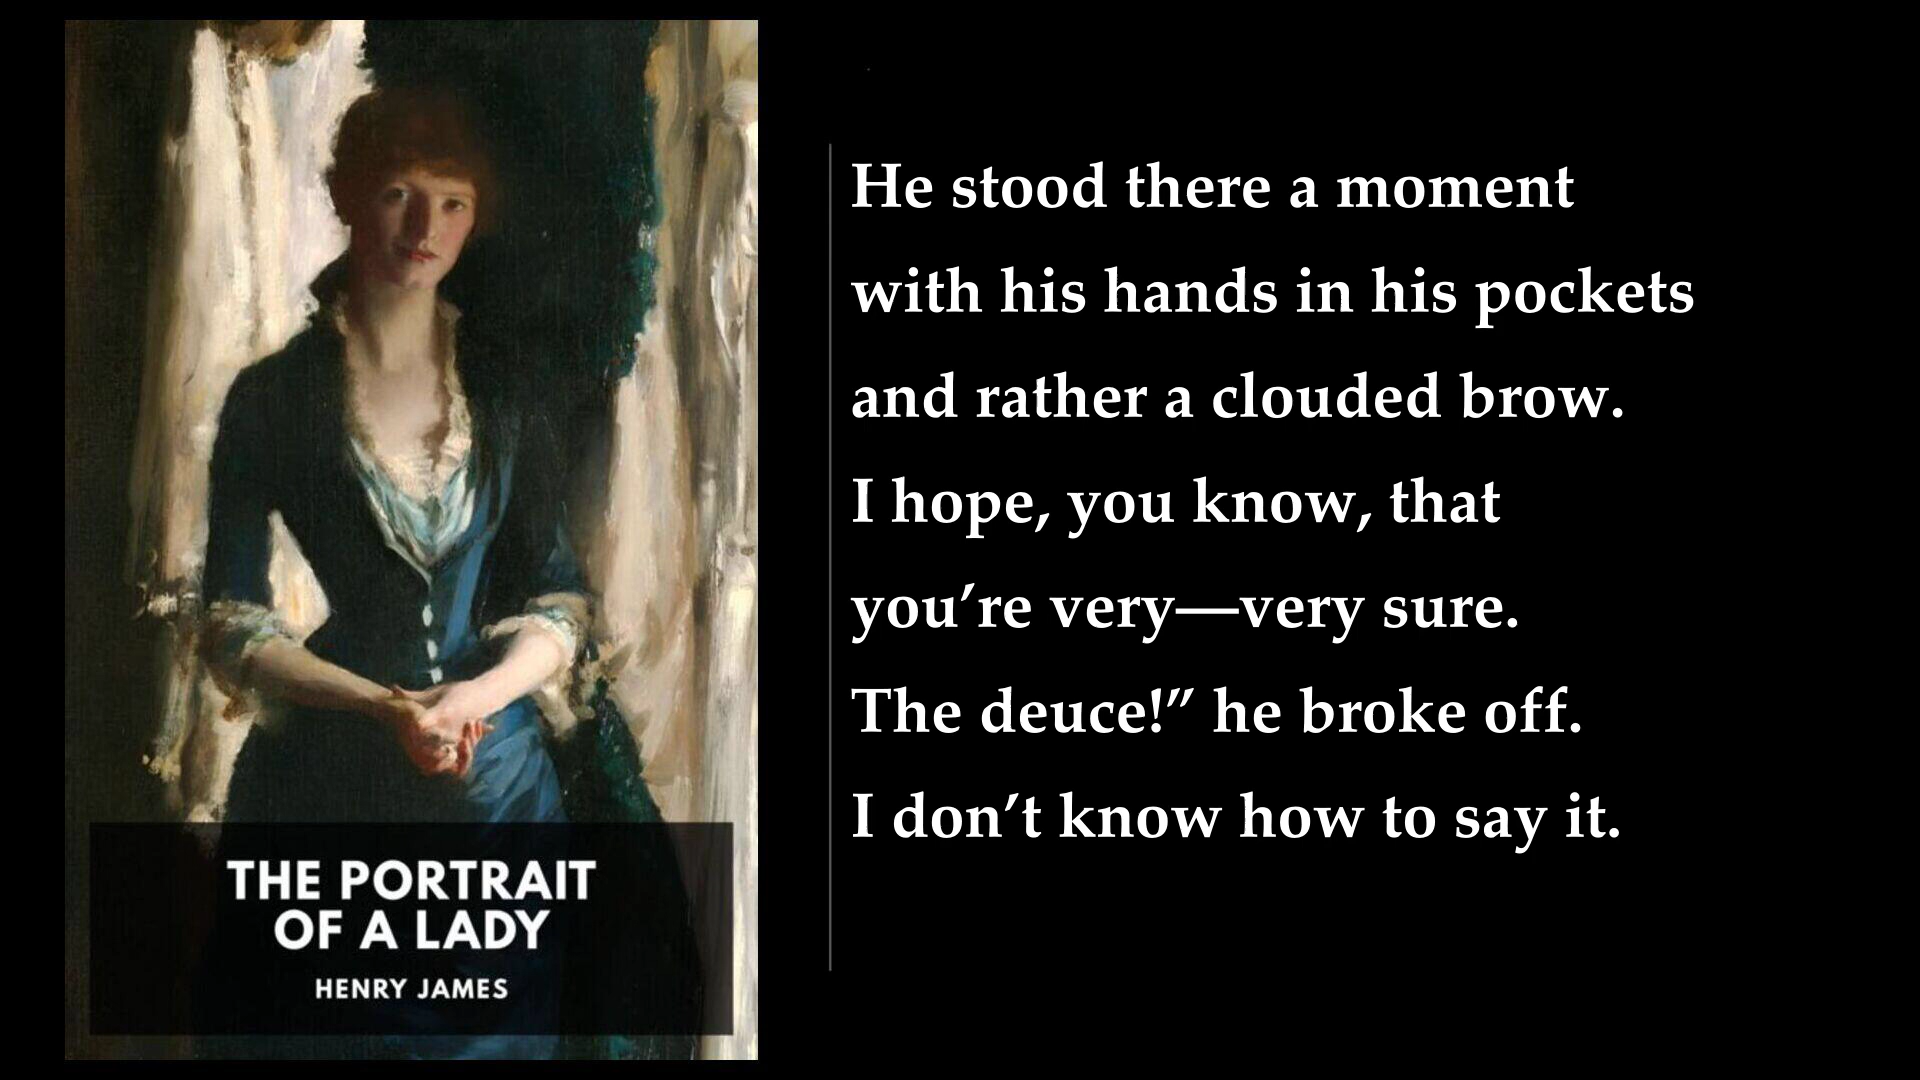 THE PORTRAIT
OF A LADY
HENRY JAMES
He stood there a moment
with his hands in his pockets
and rather a clouded brow.
I hope, you know, that
you’re very—very sure.
The deuce!” he broke off.
I don’t know how to say it.